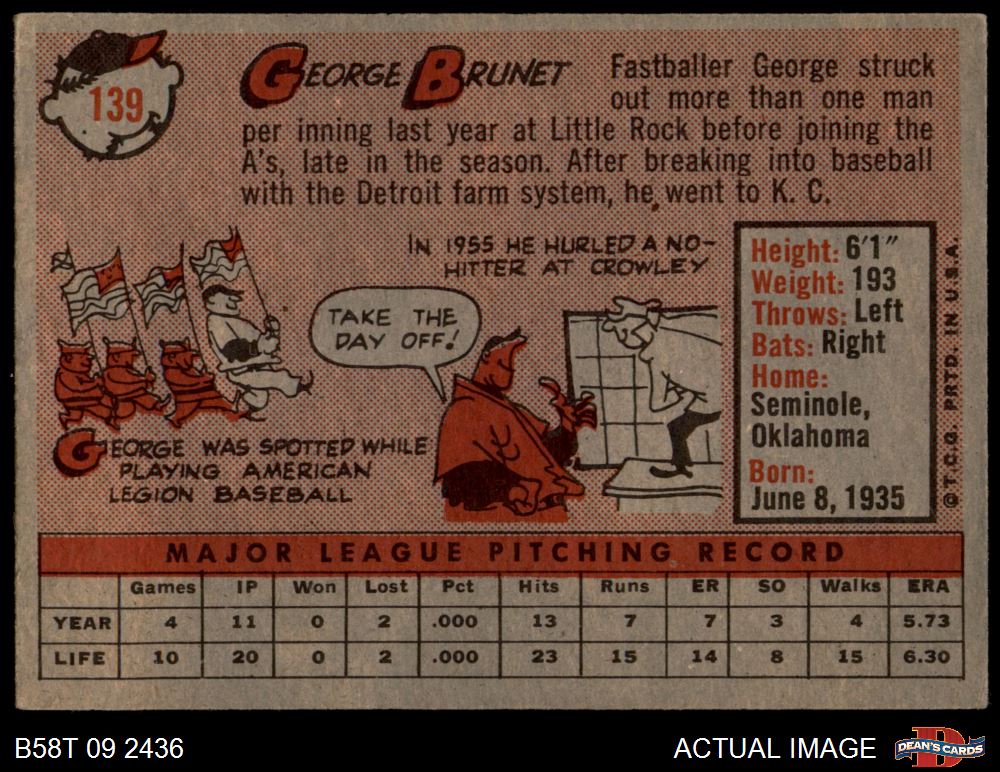 139
GEORGE BRUNET
Fastballer George struck
out more than one man
per inning last year at Little Rock before joining the
A's, late in the season. After breaking into baseball
with the Detroit farm system, he went to K. C.
IN 1955 HE HURLED A NO-
HITTER AT CROWLEY
TAKE THE
DAY OFF!
GEORGE WAS SPOTTED WHILE
PLAYING AMERICAN
LEGION BASEBALL
Height: 6'1"
Weight: 193
Throws: Left
Bats: Right
Home:
Seminole,
Oklahoma
Born:
June 8, 1935
© T.C.G. PRTD. IN U.S.A.
MAJOR LEAGUE PITCHING RECORD
Games IP Won Lost Pct Hits Runs ER SO Walks ERA
YEAR 4 11 0 2 .000 13 7 7 3 4 5.73
LIFE 10 20 0 2 .000 23 15 14 8 15 6.30
B58T 09 2436
ACTUAL IMAGE
D
DEAN'S CARDS